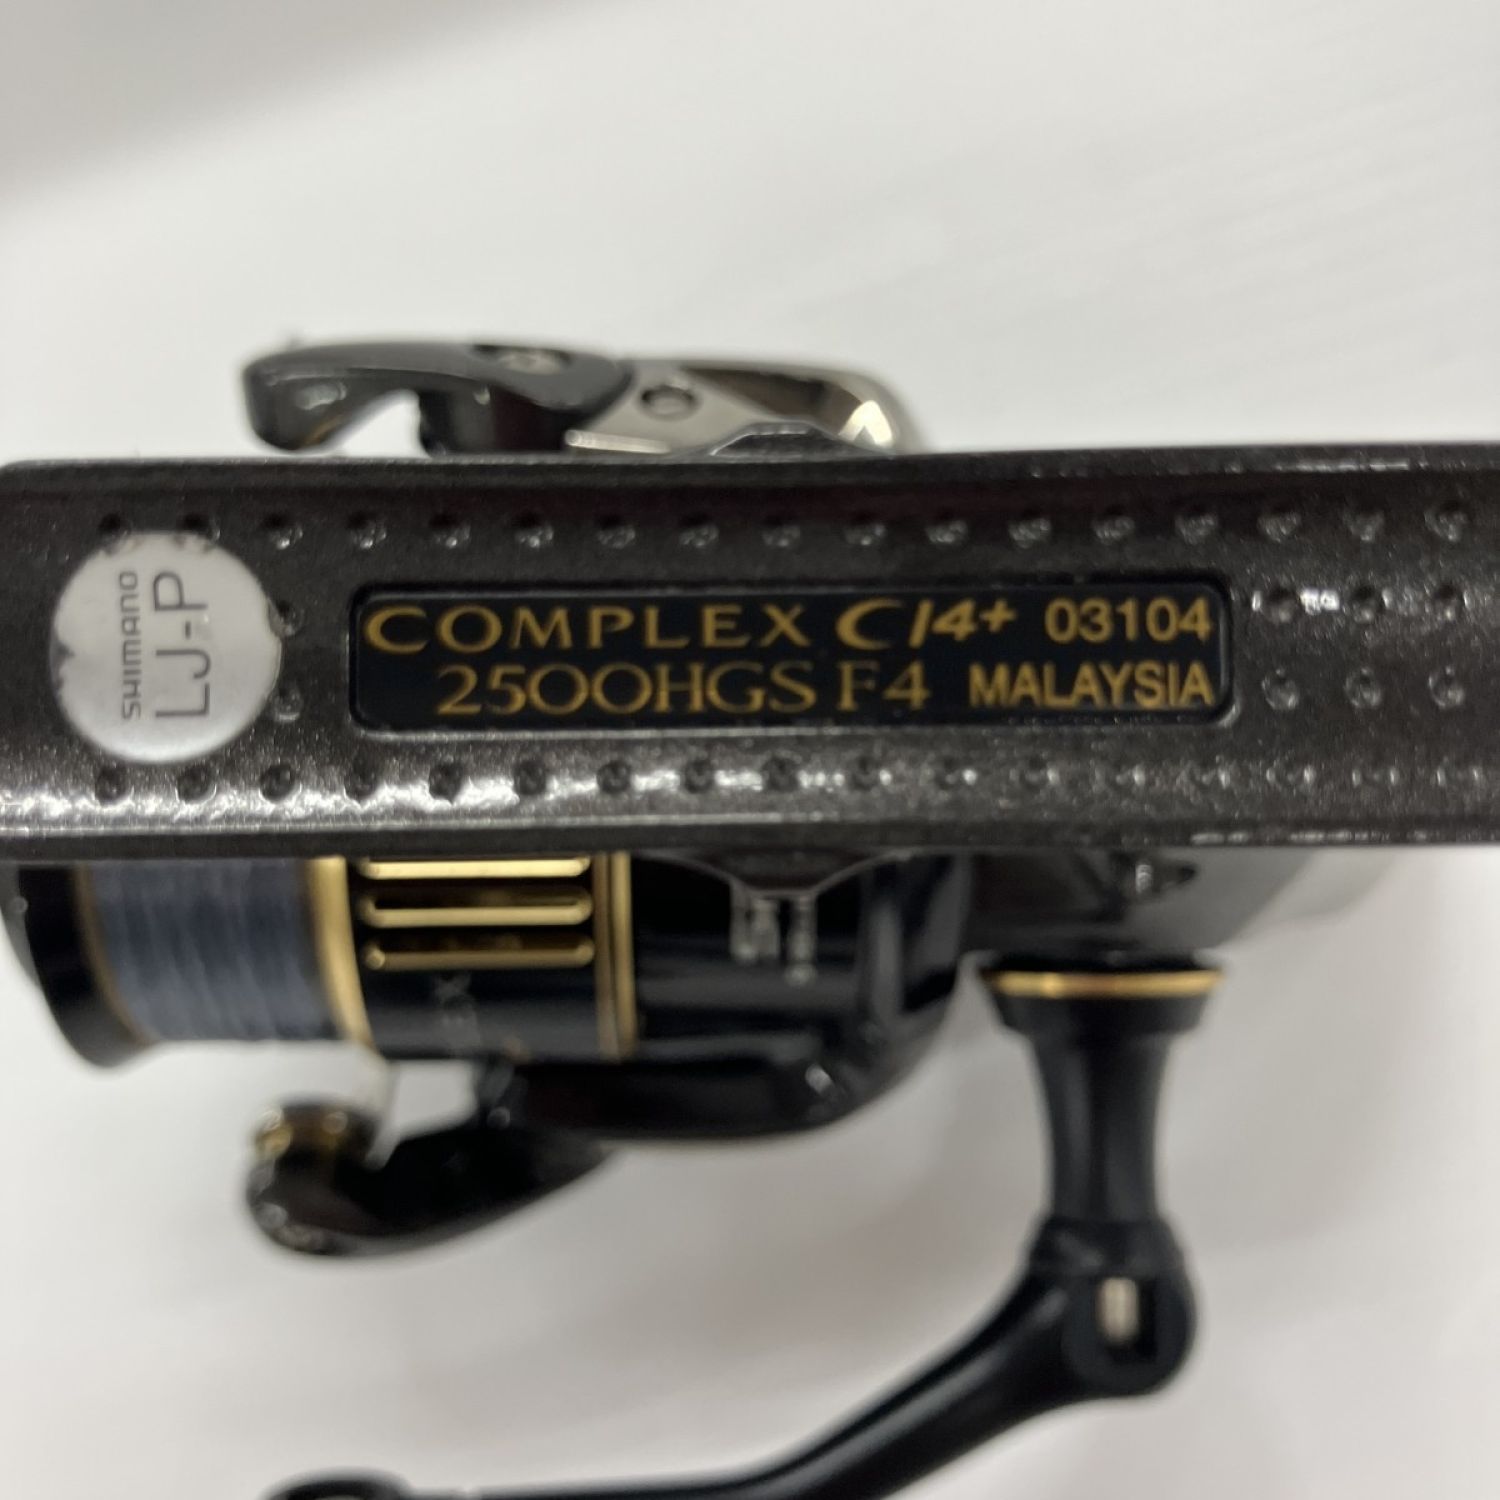 SHIMANO
LJ-P
COMPLEX CI4+ 03104
2500HGS F4 MALAYSIA